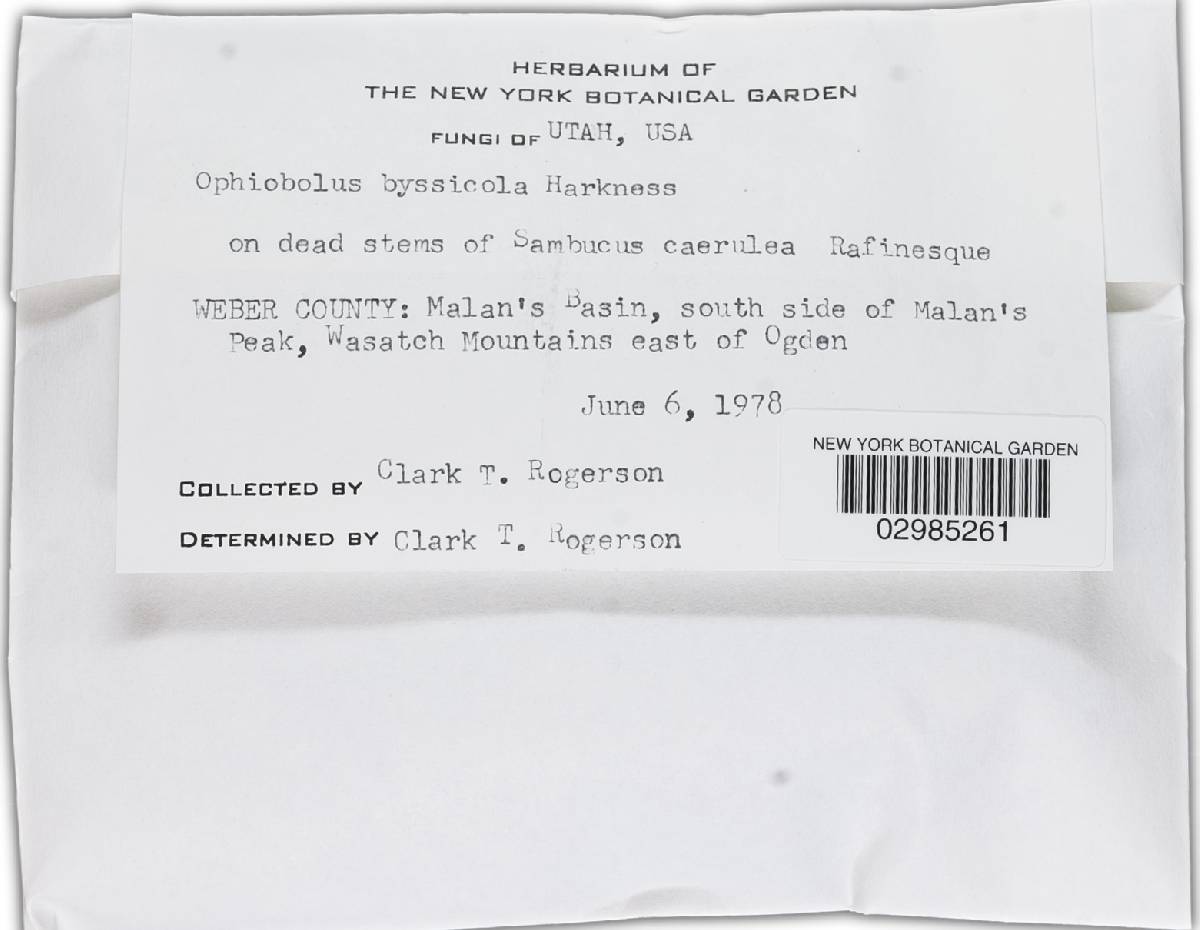 HERBARIUM OF
THE NEW YORK BOTANICAL GARDEN
FUNGI OF UTAH, USA
Ophiobolus byssicola Harkness
on dead stems of Sambucus caerulea Rafinesque
WEBER COUNTY: Malan's Basin, south side of Malan's
Peak, Wasatch Mountains east of Ogden
June 6, 1978
COLLECTED BY Clark T. Rogerson
DETERMINED BY Clark T. Rogerson
NEW YORK BOTANICAL GARDEN
02985261